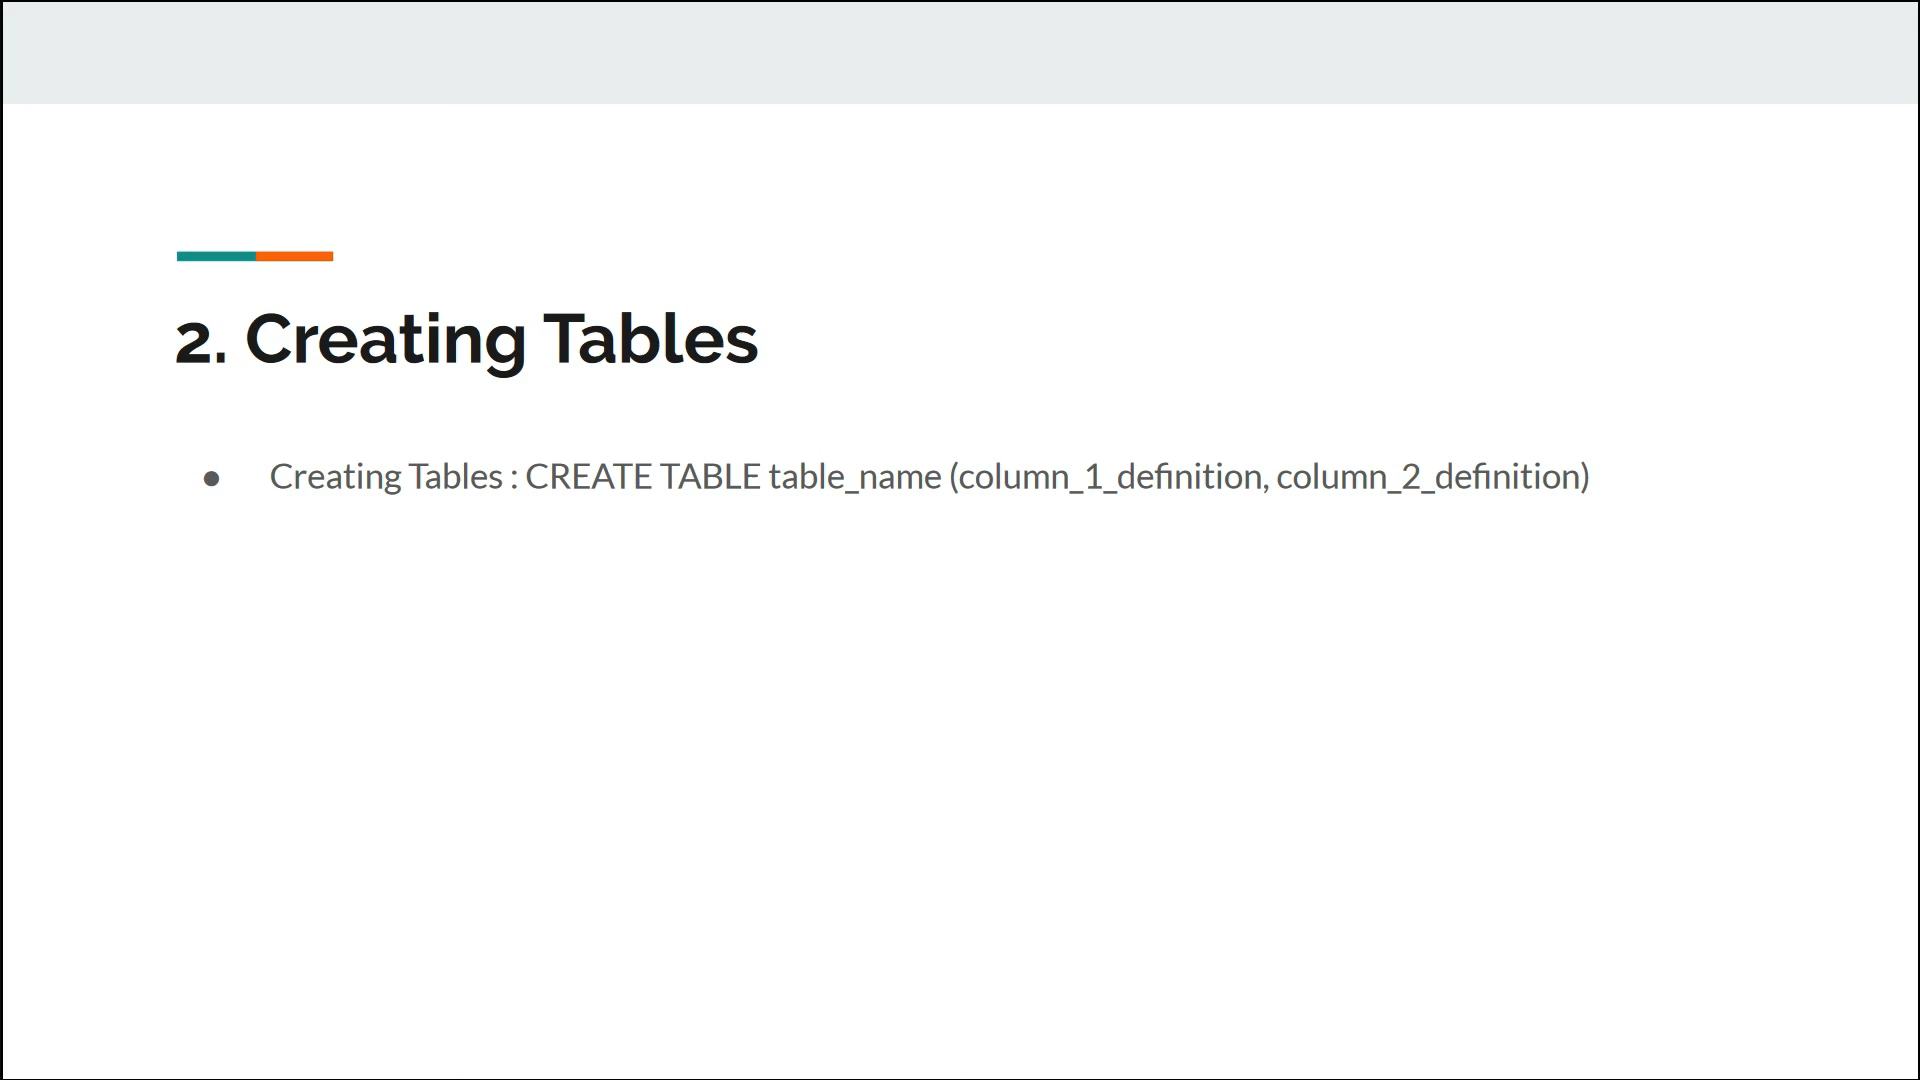 2. Creating Tables
● Creating Tables : CREATE TABLE table_name (column_1_definition, column_2_definition)